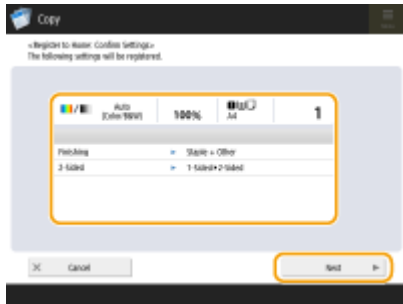 Copy
<Register to Home: Confirm Settings>
The following settings will be registered.
Auto
(Color/B&W)
100%
A4
1
Finishing ► Staple + Other
2-Sided ► 1-Sided►2-Sided
Cancel
Next